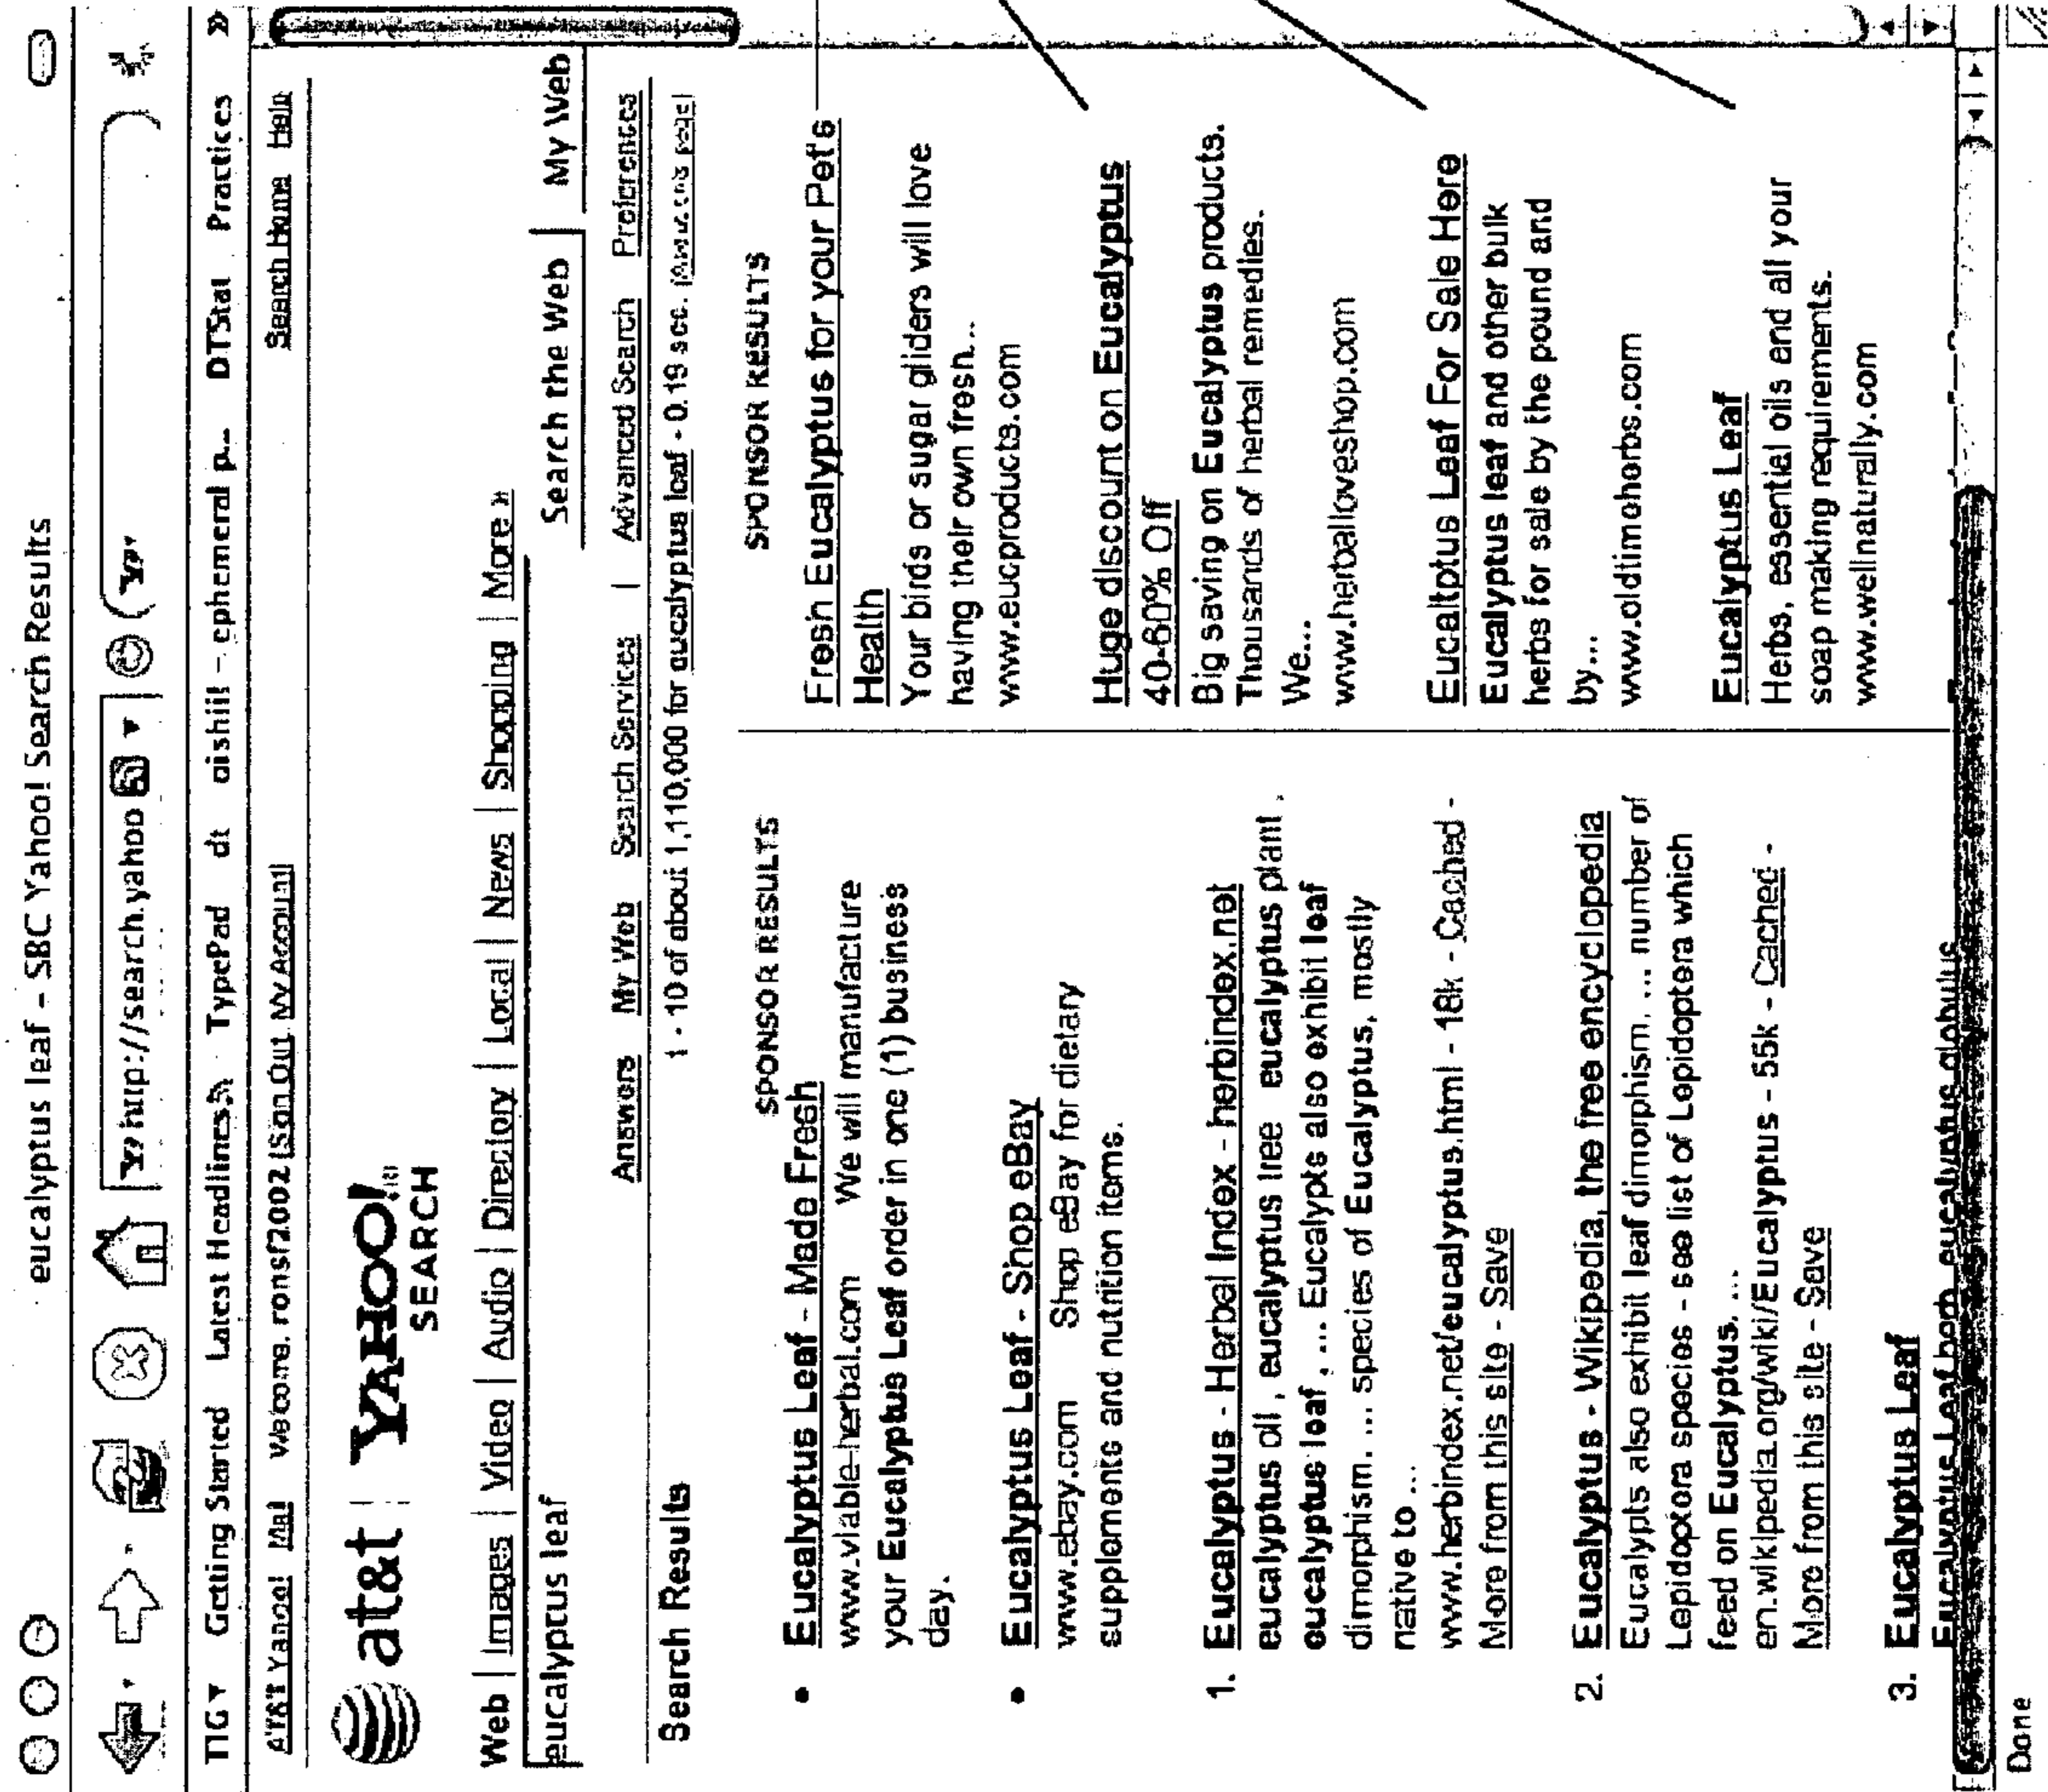 eucalyptus leaf – SBC Yahoo! Search Results
http://search.yahoo
TIG Getting Started Latest Headlines TypePad dt oishiii – ephemeral p... DTStat Practices »
AT&T Yahoo! Mail Welcome, ronsf2002 [Sign Out, My Account] Search Home Help
at&t YAHOO!
SEARCH
Web | Images | Video | Audio | Directory | Local | News | Shopping | More »
eucalyptus leaf Search the Web My Web
Answers My Web Search Services | Advanced Search Preferences
Search Results 1 - 10 of about 1,110,000 for eucalyptus leaf - 0.19 sec.
SPONSOR RESULTS
• Eucalyptus Leaf - Made Fresh
www.viable-herbal.com We will manufacture
your Eucalyptus Leaf order in one (1) business
day.
• Eucalyptus Leaf - Shop eBay
www.ebay.com Shop eBay for dietary
supplements and nutrition items.
1. Eucalyptus - Herbal Index - herbindex.net
eucalyptus oil , eucalyptus tree eucalyptus plant .
eucalyptus leaf , ... Eucalypts also exhibit leaf
dimorphism. ... species of Eucalyptus, mostly
native to ...
www.herbindex.net/eucalyptus.html - 18k - Cached -
More from this site - Save
2. Eucalyptus - Wikipedia, the free encyclopedia
Eucalypts also exhibit leaf dimorphism. ... number of
Lepidopxera species - see list of Lepidoptera which
feed on Eucalyptus. ...
en.wikipedia.org/wiki/Eucalyptus - 55k - Cached -
More from this site - Save
3. Eucalyptus Leaf
Eucalyptus Leaf eucalyptus globulus
SPONSOR RESULTS
Fresh Eucalyptus for your Pet's
Health
Your birds or sugar gliders will love
having their own fresh...
www.eucproducts.com
Huge discount on Eucalyptus
40-60% Off
Big saving on Eucalyptus products.
Thousands of herbal remedies.
We...
www.herballoveshop.com
Eucaltptus Leaf For Sale Here
Eucalyptus leaf and other bulk
herbs for sale by the pound and
by...
www.oldtimeherbs.com
Eucalyptus Leaf
Herbs, essential oils and all your
soap making requirements.
www.wellnaturally.com
Done